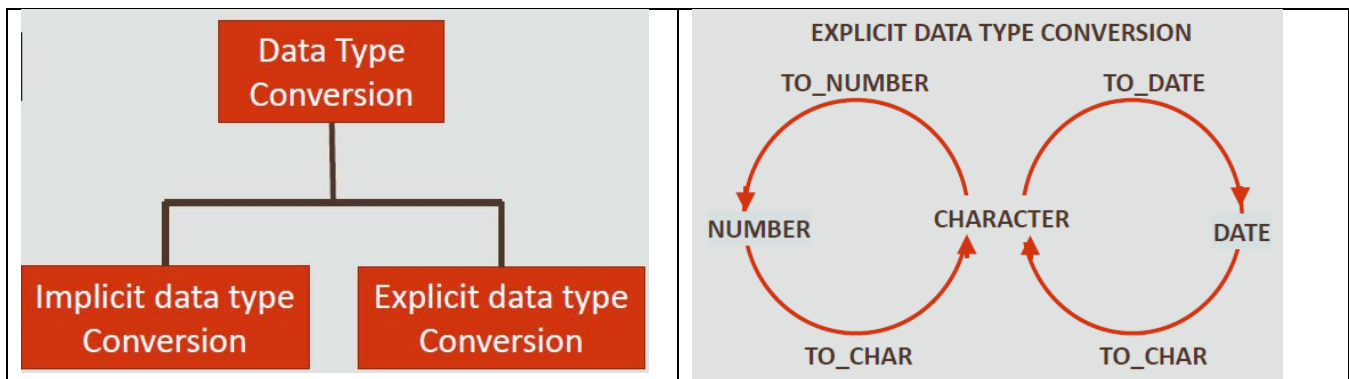 Data Type
Conversion
Implicit data type
Conversion
Explicit data type
Conversion
EXPLICIT DATA TYPE CONVERSION
TO_NUMBER
TO_DATE
NUMBER
CHARACTER
DATE
TO_CHAR
TO_CHAR